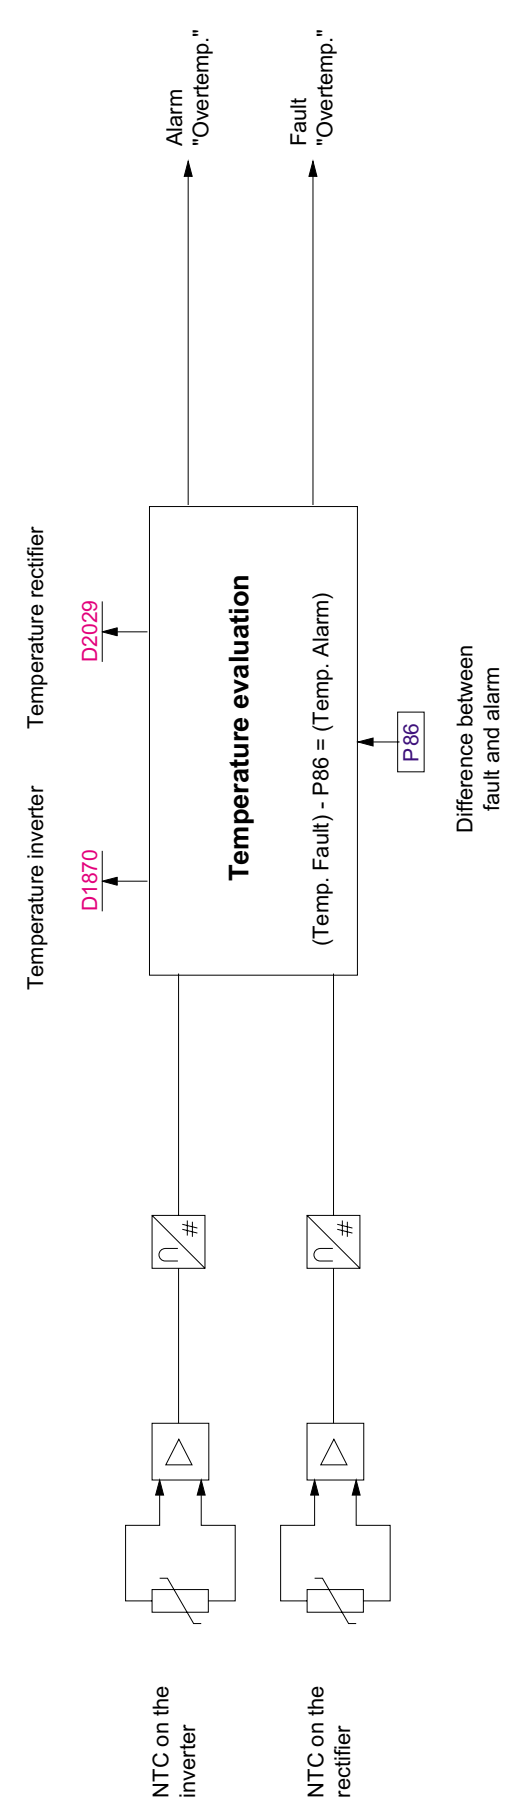 Temperature inverter
Temperature rectifier
D1870
D2029
NTC on the
inverter
U
#
Alarm
"Overtemp."
Temperature evaluation
NTC on the
rectifier
U
#
(Temp. Fault) - P86 = (Temp. Alarm)
Fault
"Overtemp."
P86
Difference between
fault and alarm